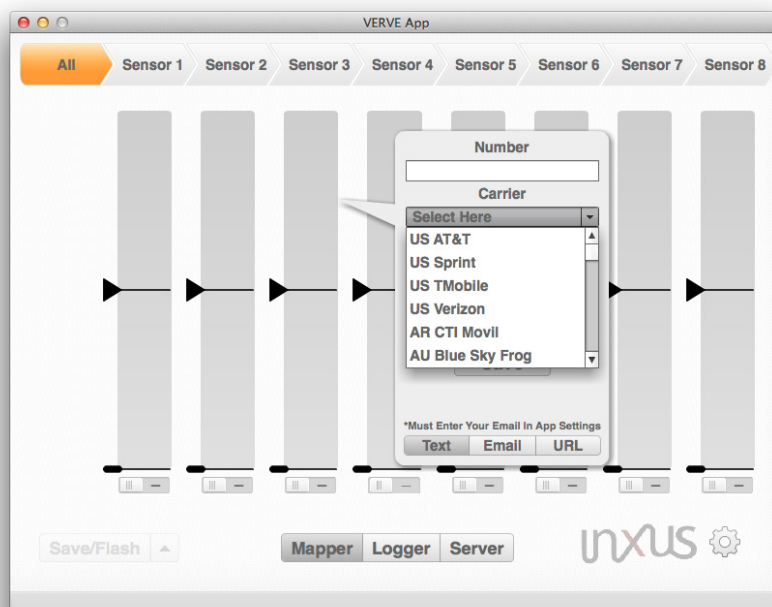 VERVE App
All
Sensor 1
Sensor 2
Sensor 3
Sensor 4
Sensor 5
Sensor 6
Sensor 7
Sensor 8
Number
Carrier
Select Here
US AT&T
US Sprint
US TMobile
US Verizon
AR CTI Movil
AU Blue Sky Frog
*Must Enter Your Email In App Settings
Text Email URL
Save/Flash
Mapper Logger Server
inxus